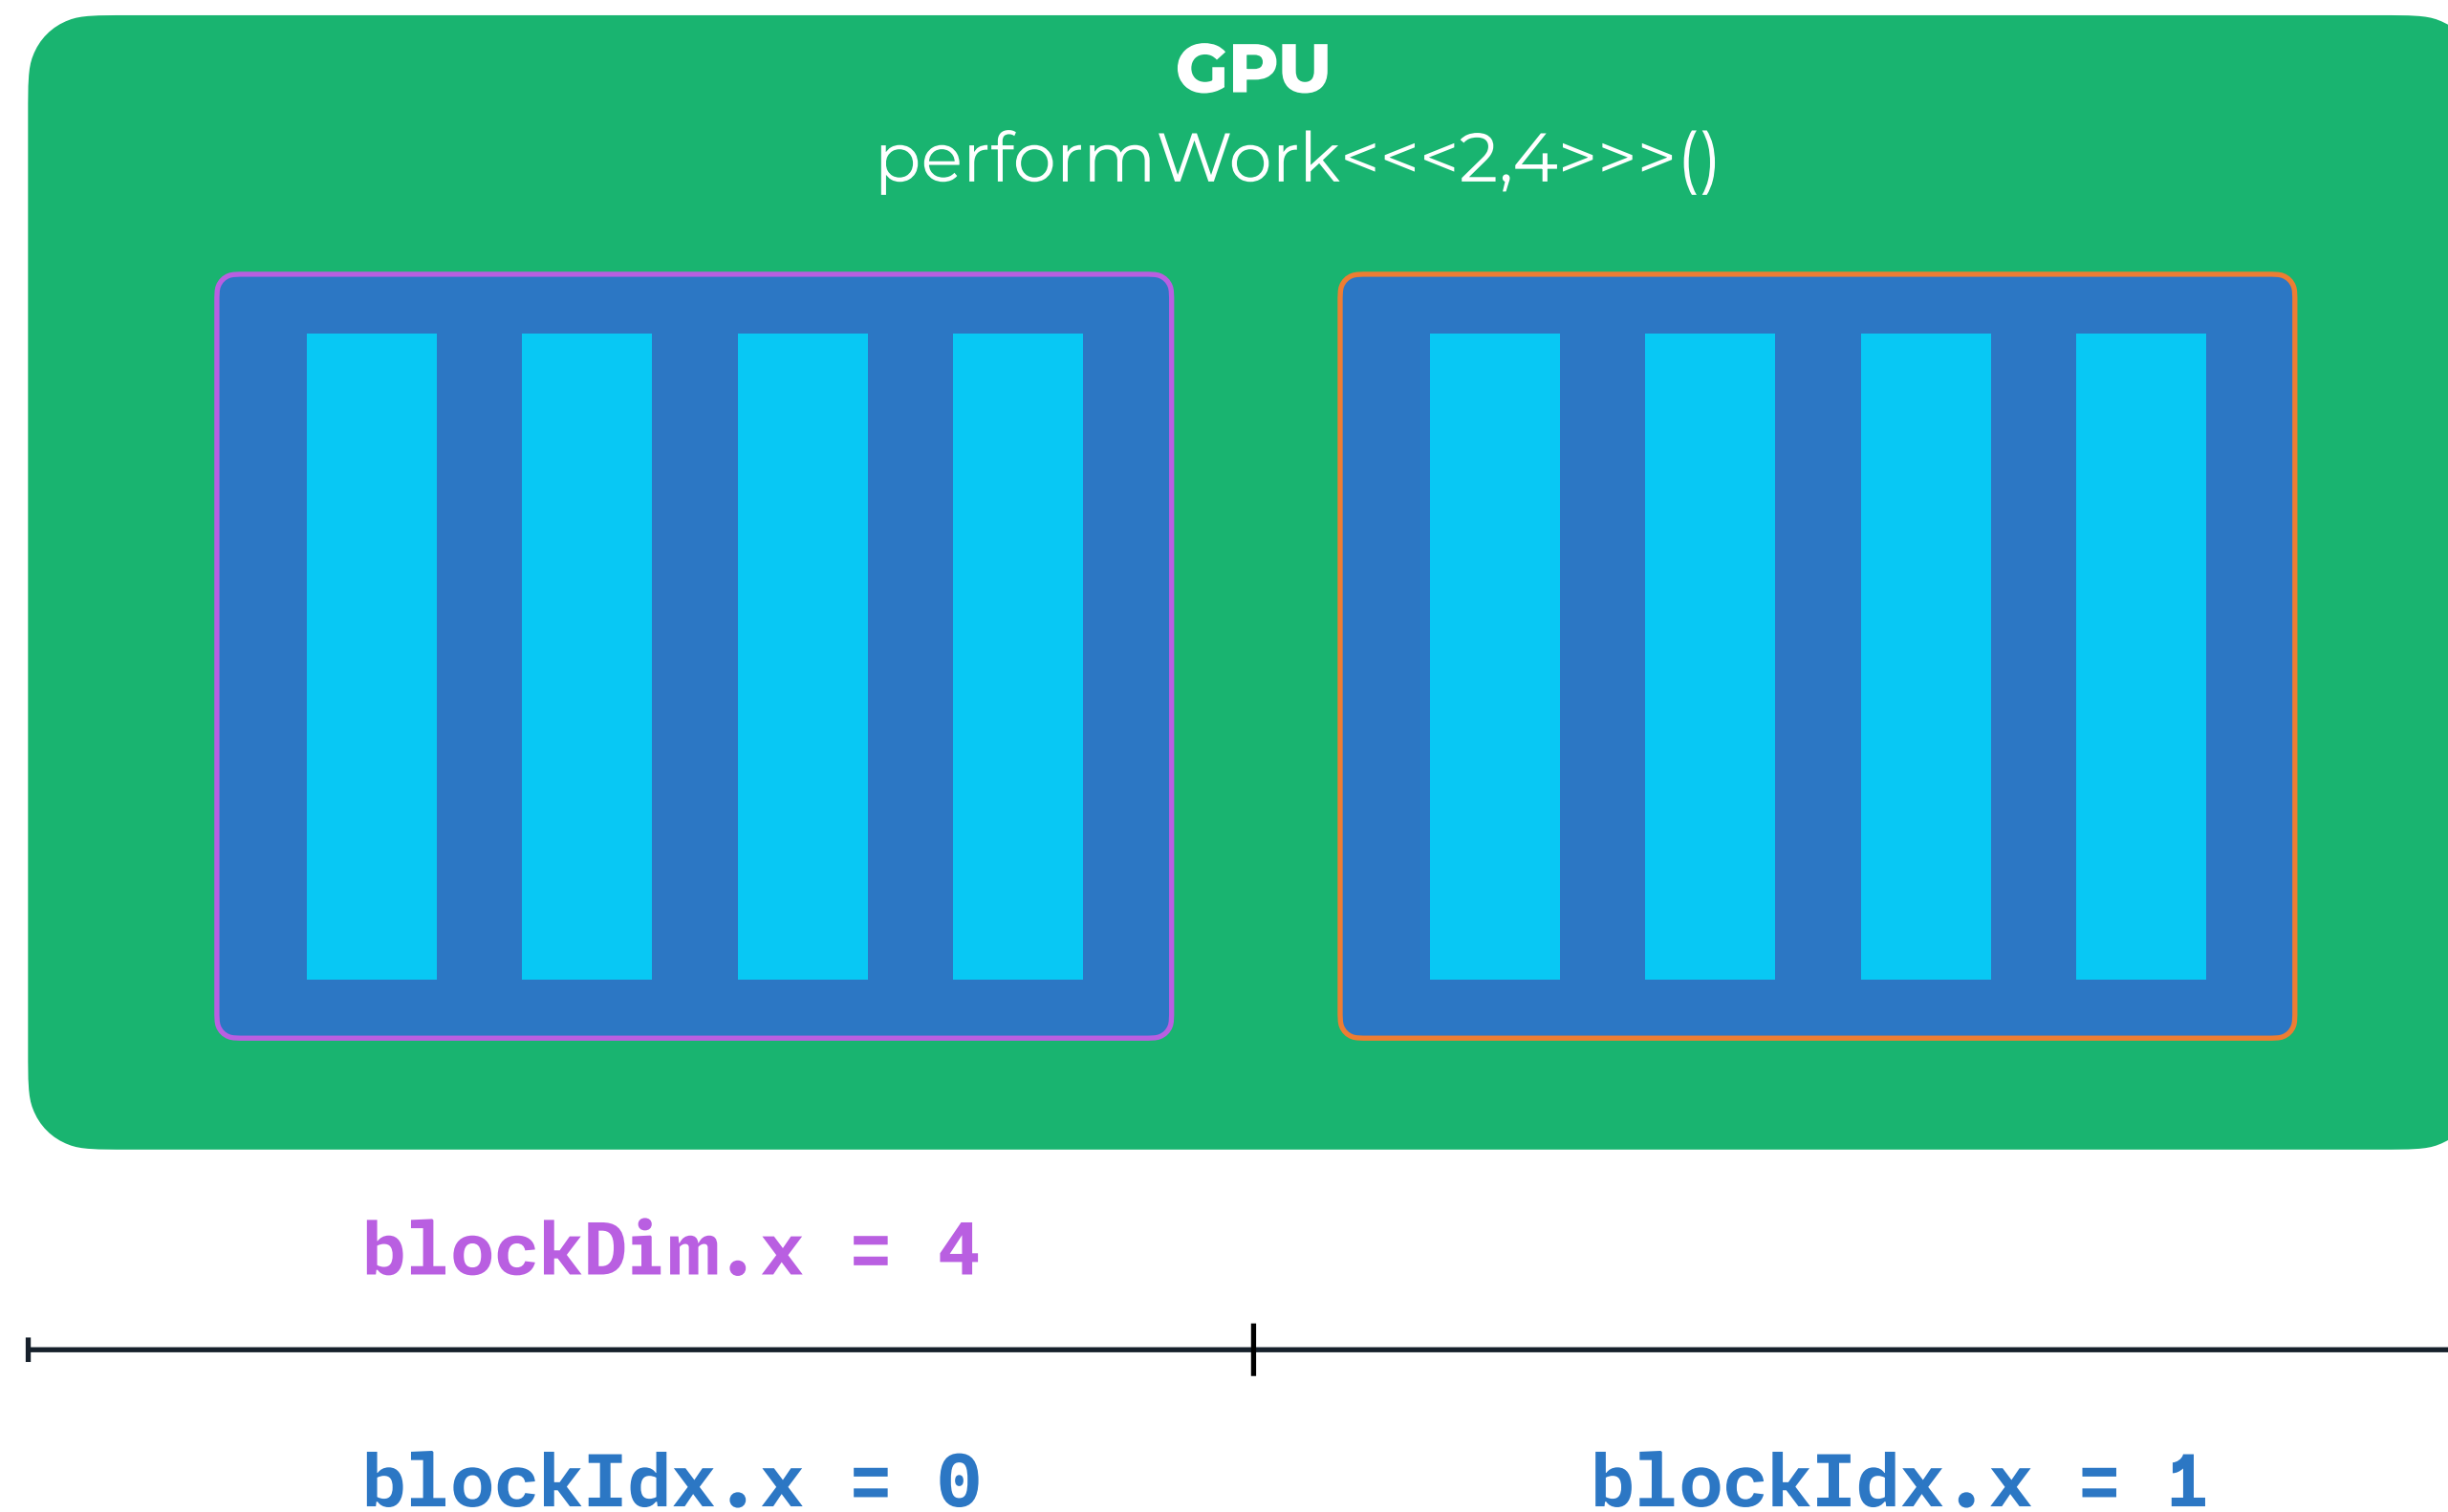 GPU
performWork<<<2,4>>>()
blockDim.x = 4
blockIdx.x = 0
blockIdx.x = 1